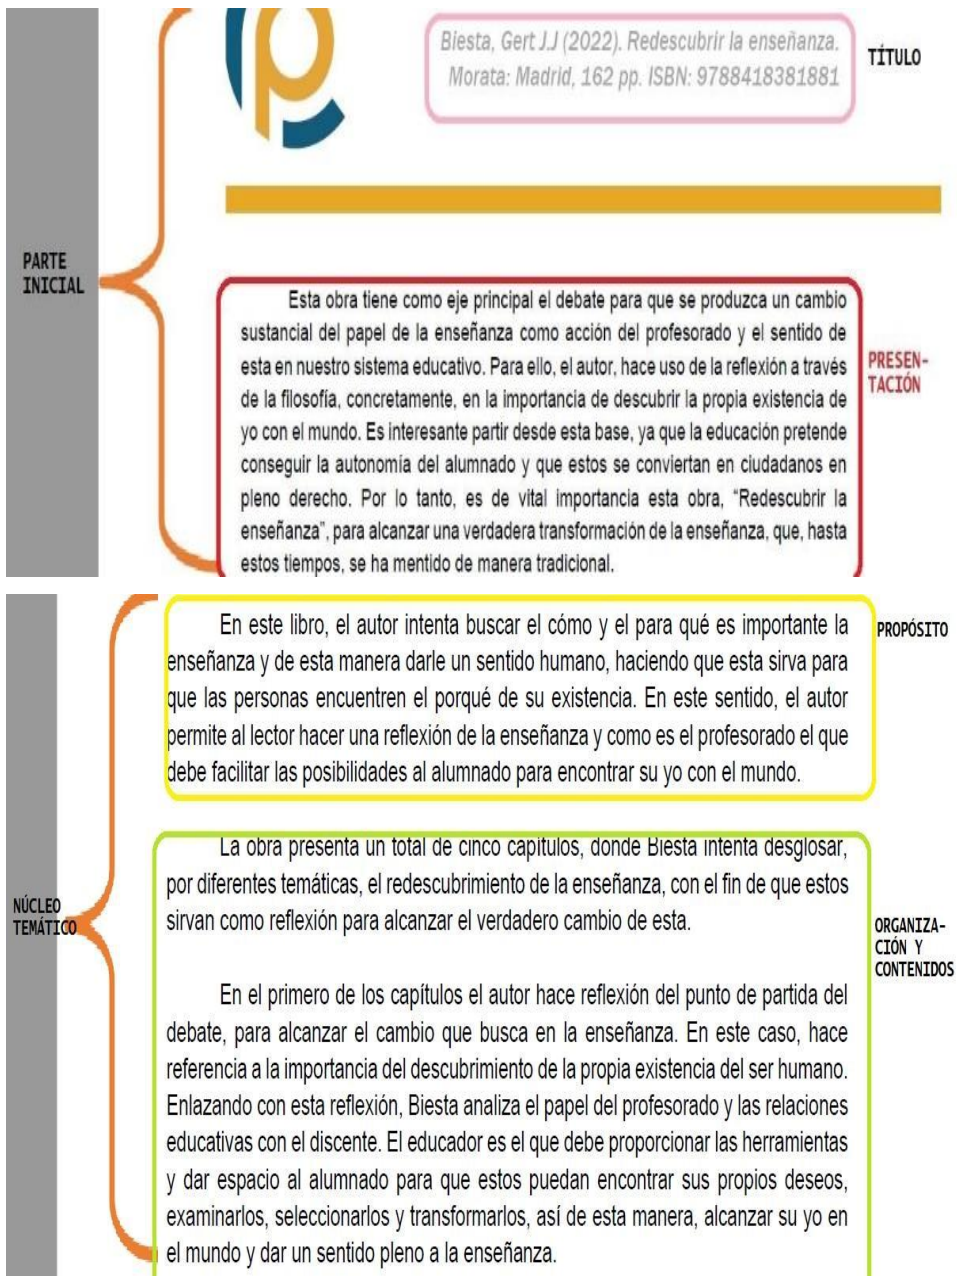 Biesta, Gert J.J (2022). Redescubrir la enseñanza.
Morata: Madrid, 162 pp. ISBN: 9788418381881
TÍTULO
PARTE
INICIAL
Esta obra tiene como eje principal el debate para que se produzca un cambio
sustancial del papel de la enseñanza como acción del profesorado y el sentido de
esta en nuestro sistema educativo. Para ello, el autor, hace uso de la reflexión a través
de la filosofía, concretamente, en la importancia de descubrir la propia existencia de
yo con el mundo. Es interesante partir desde esta base, ya que la educación pretende
conseguir la autonomía del alumnado y que estos se conviertan en ciudadanos en
pleno derecho. Por lo tanto, es de vital importancia esta obra, “Redescubrir la
enseñanza”, para alcanzar una verdadera transformación de la enseñanza, que, hasta
estos tiempos, se ha mentido de manera tradicional.
PRESEN-
TACIÓN
En este libro, el autor intenta buscar el cómo y el para qué es importante la
enseñanza y de esta manera darle un sentido humano, haciendo que esta sirva para
que las personas encuentren el porqué de su existencia. En este sentido, el autor
permite al lector hacer una reflexión de la enseñanza y como es el profesorado el que
debe facilitar las posibilidades al alumnado para encontrar su yo con el mundo.
PROPÓSITO
NÚCLEO
TEMÁTICO
La obra presenta un total de cinco capítulos, donde Biesta intenta desglosar,
por diferentes temáticas, el redescubrimiento de la enseñanza, con el fin de que estos
sirvan como reflexión para alcanzar el verdadero cambio de esta.
En el primero de los capítulos el autor hace reflexión del punto de partida del
debate, para alcanzar el cambio que busca en la enseñanza. En este caso, hace
referencia a la importancia del descubrimiento de la propia existencia del ser humano.
Enlazando con esta reflexión, Biesta analiza el papel del profesorado y las relaciones
educativas con el discente. El educador es el que debe proporcionar las herramientas
y dar espacio al alumnado para que estos puedan encontrar sus propios deseos,
examinarlos, seleccionarlos y transformarlos, así de esta manera, alcanzar su yo en
el mundo y dar un sentido pleno a la enseñanza.
ORGANIZA-
CIÓN Y
CONTENIDOS